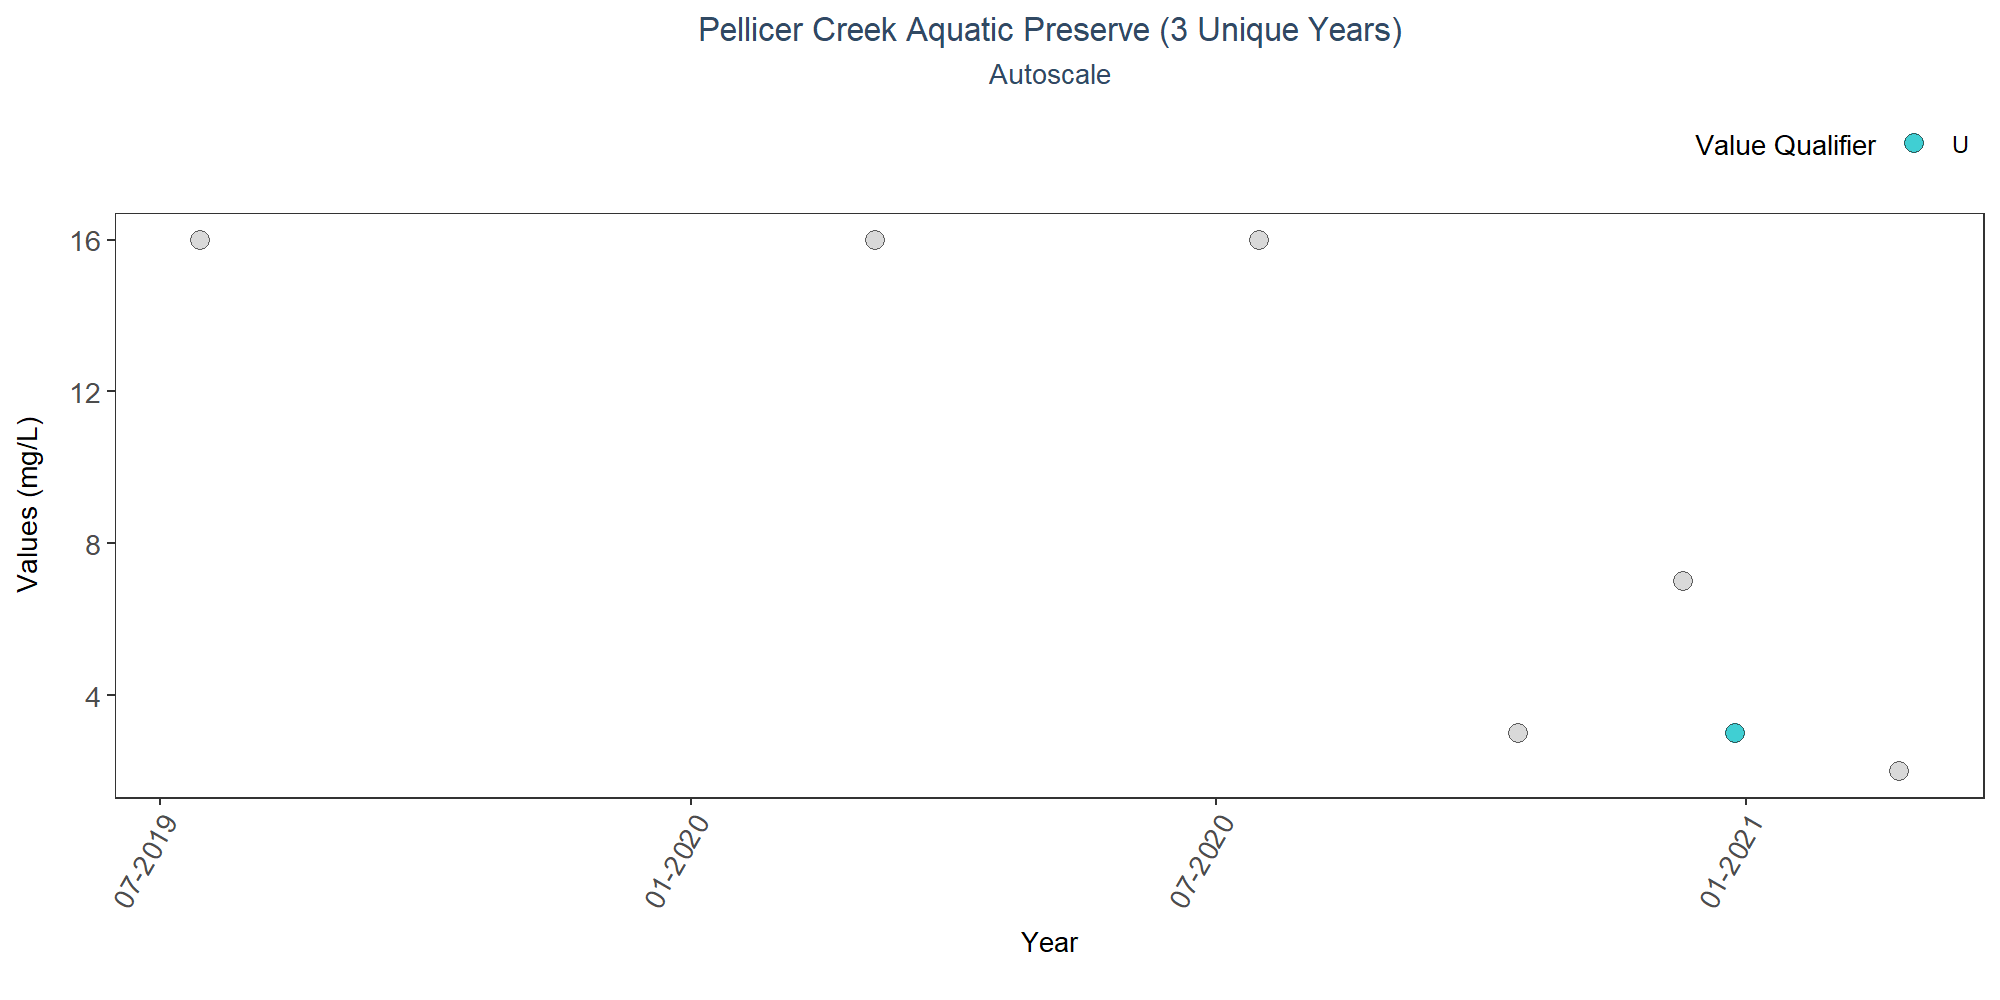 Pellicer Creek Aquatic Preserve (3 Unique Years)
Autoscale
Value Qualifier U
Values (mg/L)
16
12
8
4
07-2019 01-2020 07-2020 01-2021
Year